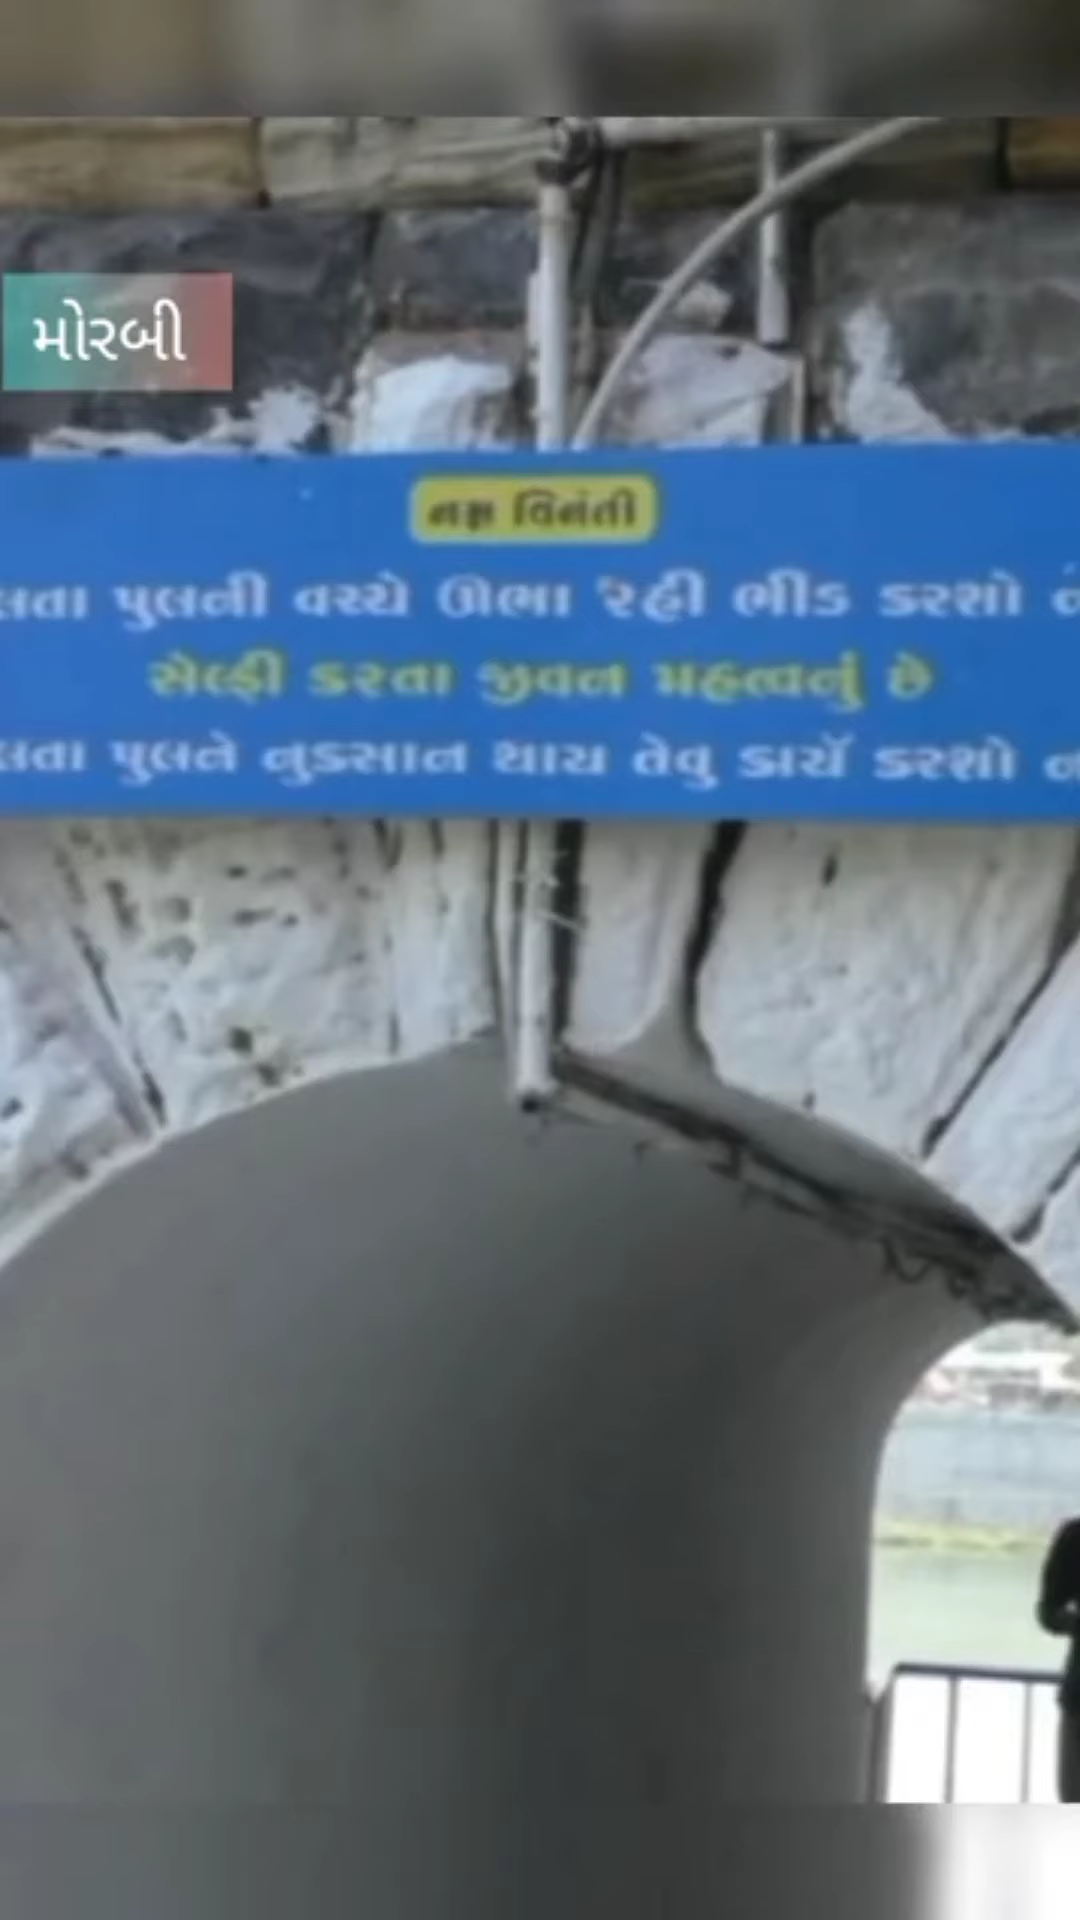 મોરબી
નમ્ર વિનંતી
લતા પુલની વચ્ચે ઊભા રહી ભીડ કરશો ન
સેલ્ફી કરતા જીવન મહત્વનું છે
લતા પુલને નુકસાન થાય તેવુ કાર્ય કરશો ન